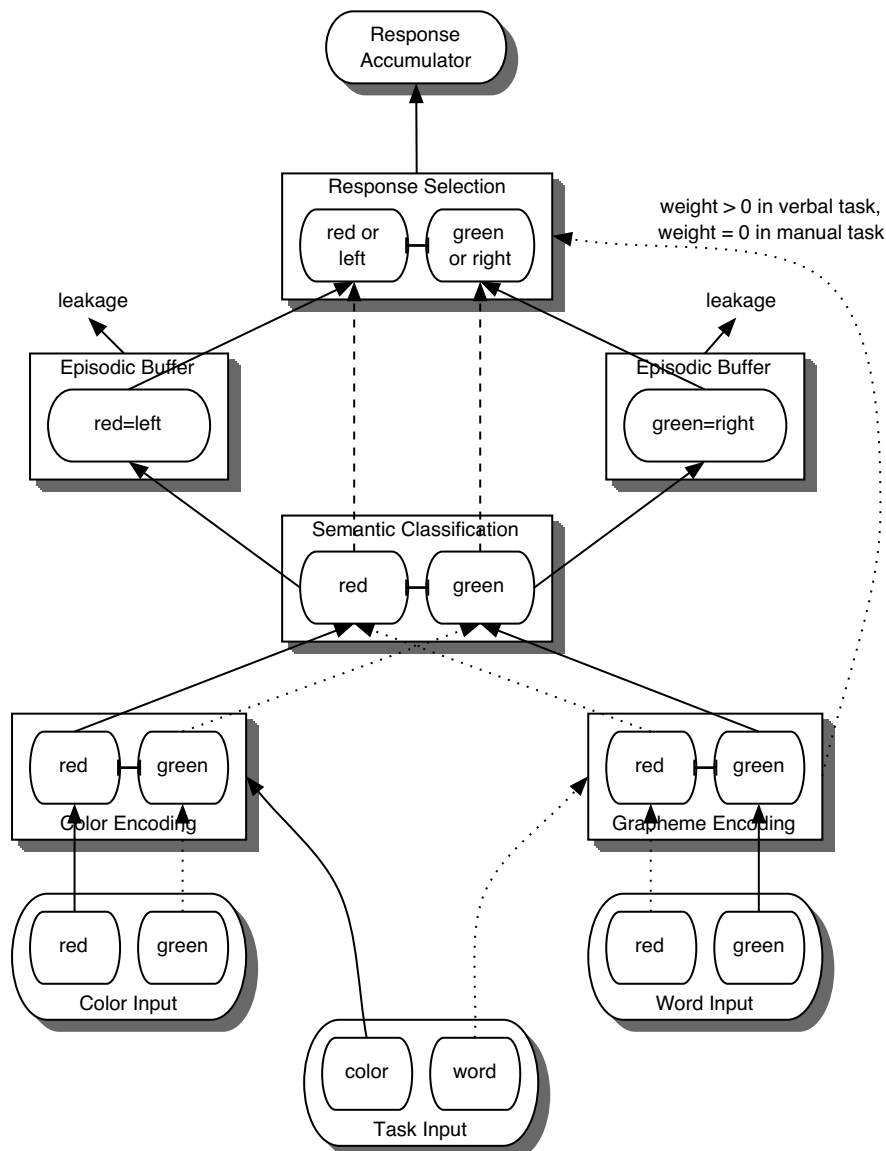 Response
Accumulator
Response Selection
red or
left
green
or right
weight > 0 in verbal task,
weight = 0 in manual task
leakage
leakage
Episodic Buffer
red=left
Episodic Buffer
green=right
Semantic Classification
red
green
red
green
Color Encoding
red
green
Grapheme Encoding
red
green
Color Input
red
green
Word Input
color
word
Task Input